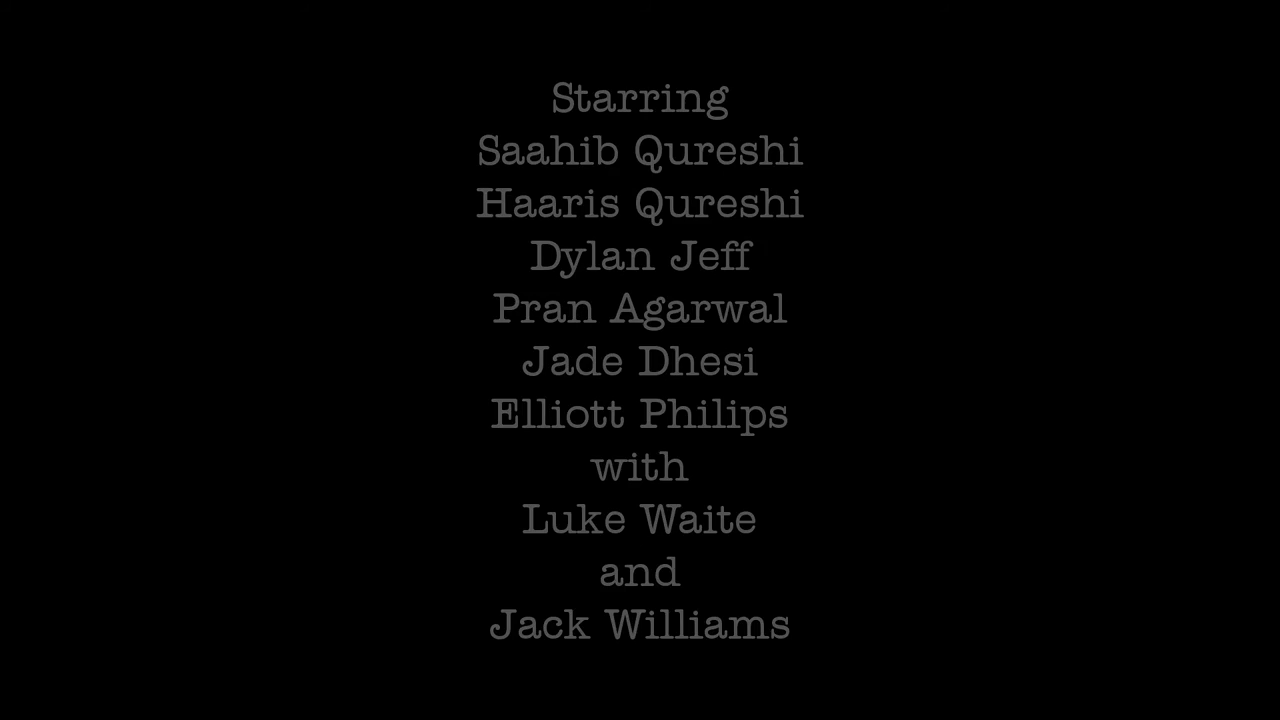 Starring
Saahib Qureshi
Haaris Qureshi
Dylan Jeff
Pran Agarwal
Jade Dhesi
Elliott Philips
with
Luke Waite
and
Jack Williams